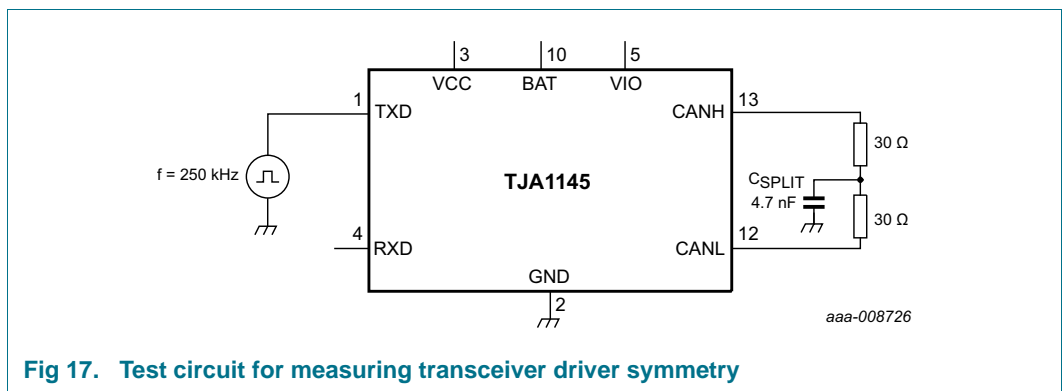 3
10
5
VCC
BAT
VIO
1
TXD
CANH
13
30 Ω
f = 250 kHz
CSPLIT
4.7 nF
TJA1145
30 Ω
4
RXD
CANL
12
GND
2
aaa-008726
Fig 17. Test circuit for measuring transceiver driver symmetry